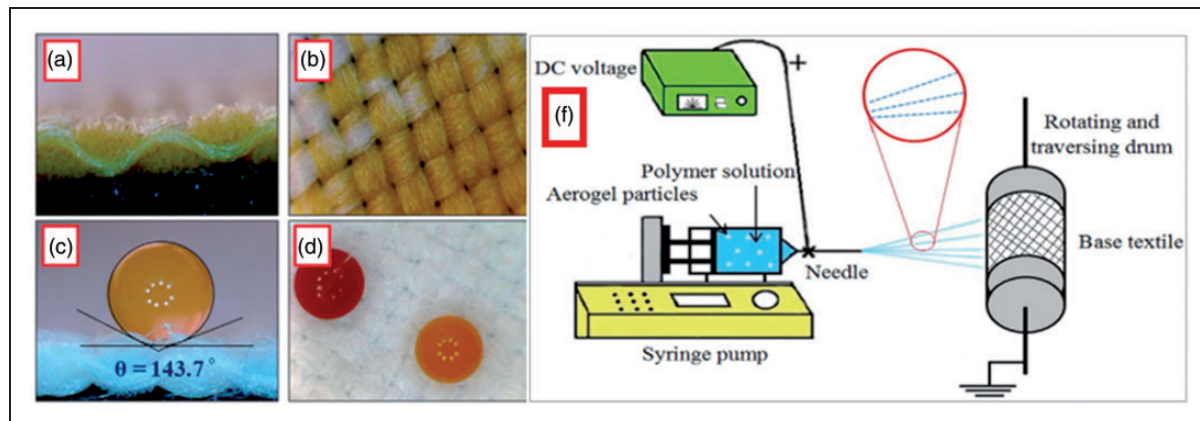 (a)
(b)
(c)
θ = 143.7°
(d)
(f)
DC voltage
+
Rotating and
traversing drum
Polymer solution
Aerogel particles
Needle
Base textile
Syringe pump